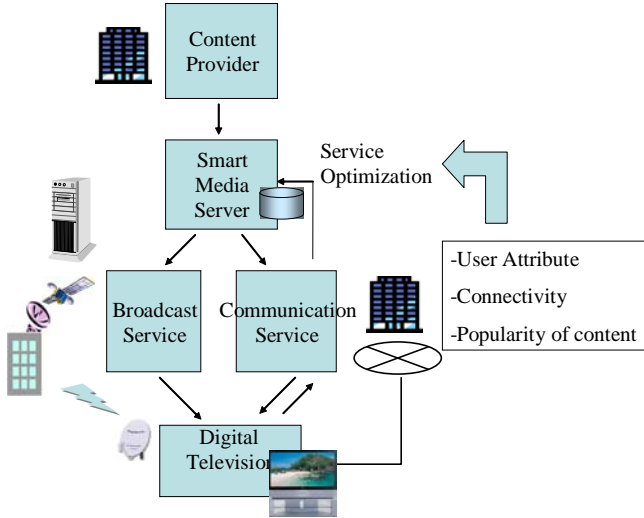 Content
Provider
Smart
Media
Server
Service
Optimization
-User Attribute
-Connectivity
-Popularity of content
Broadcast
Service
Communication
Service
Digital
Television